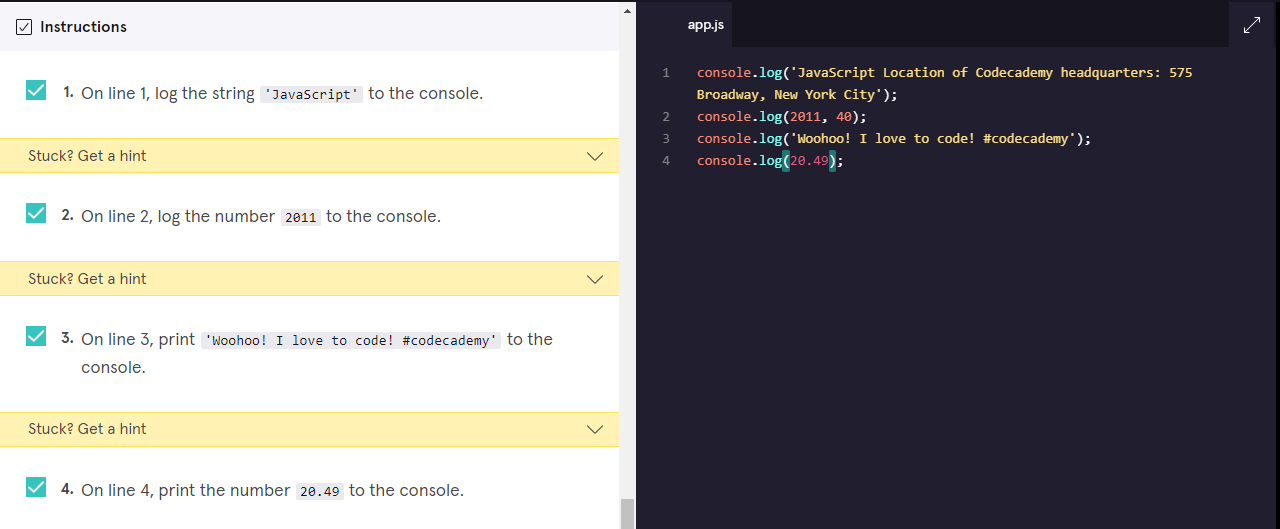 Instructions
1. On line 1, log the string 'JavaScript' to the console.
Stuck? Get a hint
2. On line 2, log the number 2011 to the console.
Stuck? Get a hint
3. On line 3, print 'Woohoo! I love to code! #codecademy' to the
console.
Stuck? Get a hint
4. On line 4, print the number 20.49 to the console.
app.js
1 console.log('JavaScript Location of Codecademy headquarters: 575
Broadway, New York City');
2 console.log(2011, 40);
3 console.log('Woohoo! I love to code! #codecademy');
4 console.log(20.49);